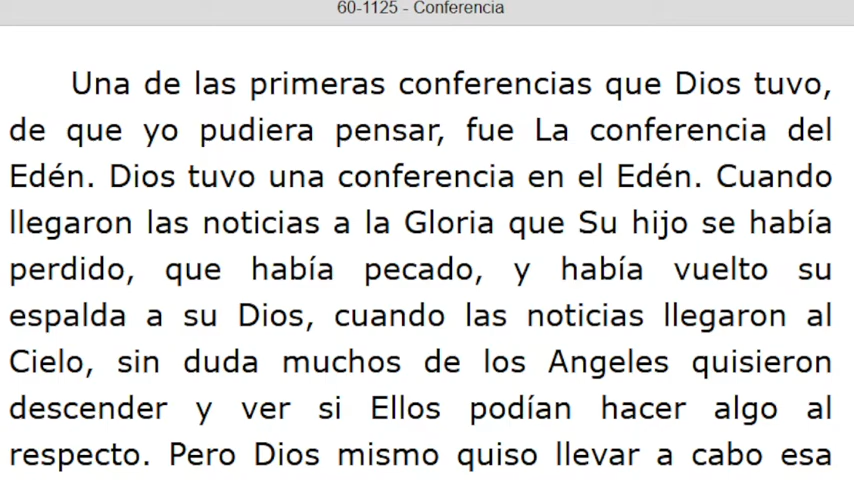 60-1125 - Conferencia
Una de las primeras conferencias que Dios tuvo,
de que yo pudiera pensar, fue La conferencia del
Edén. Dios tuvo una conferencia en el Edén. Cuando
llegaron las noticias a la Gloria que Su hijo se había
perdido, que había pecado, y había vuelto su
espalda a su Dios, cuando las noticias llegaron al
Cielo, sin duda muchos de los Angeles quisieron
descender y ver si Ellos podían hacer algo al
respecto. Pero Dios mismo quiso llevar a cabo esa